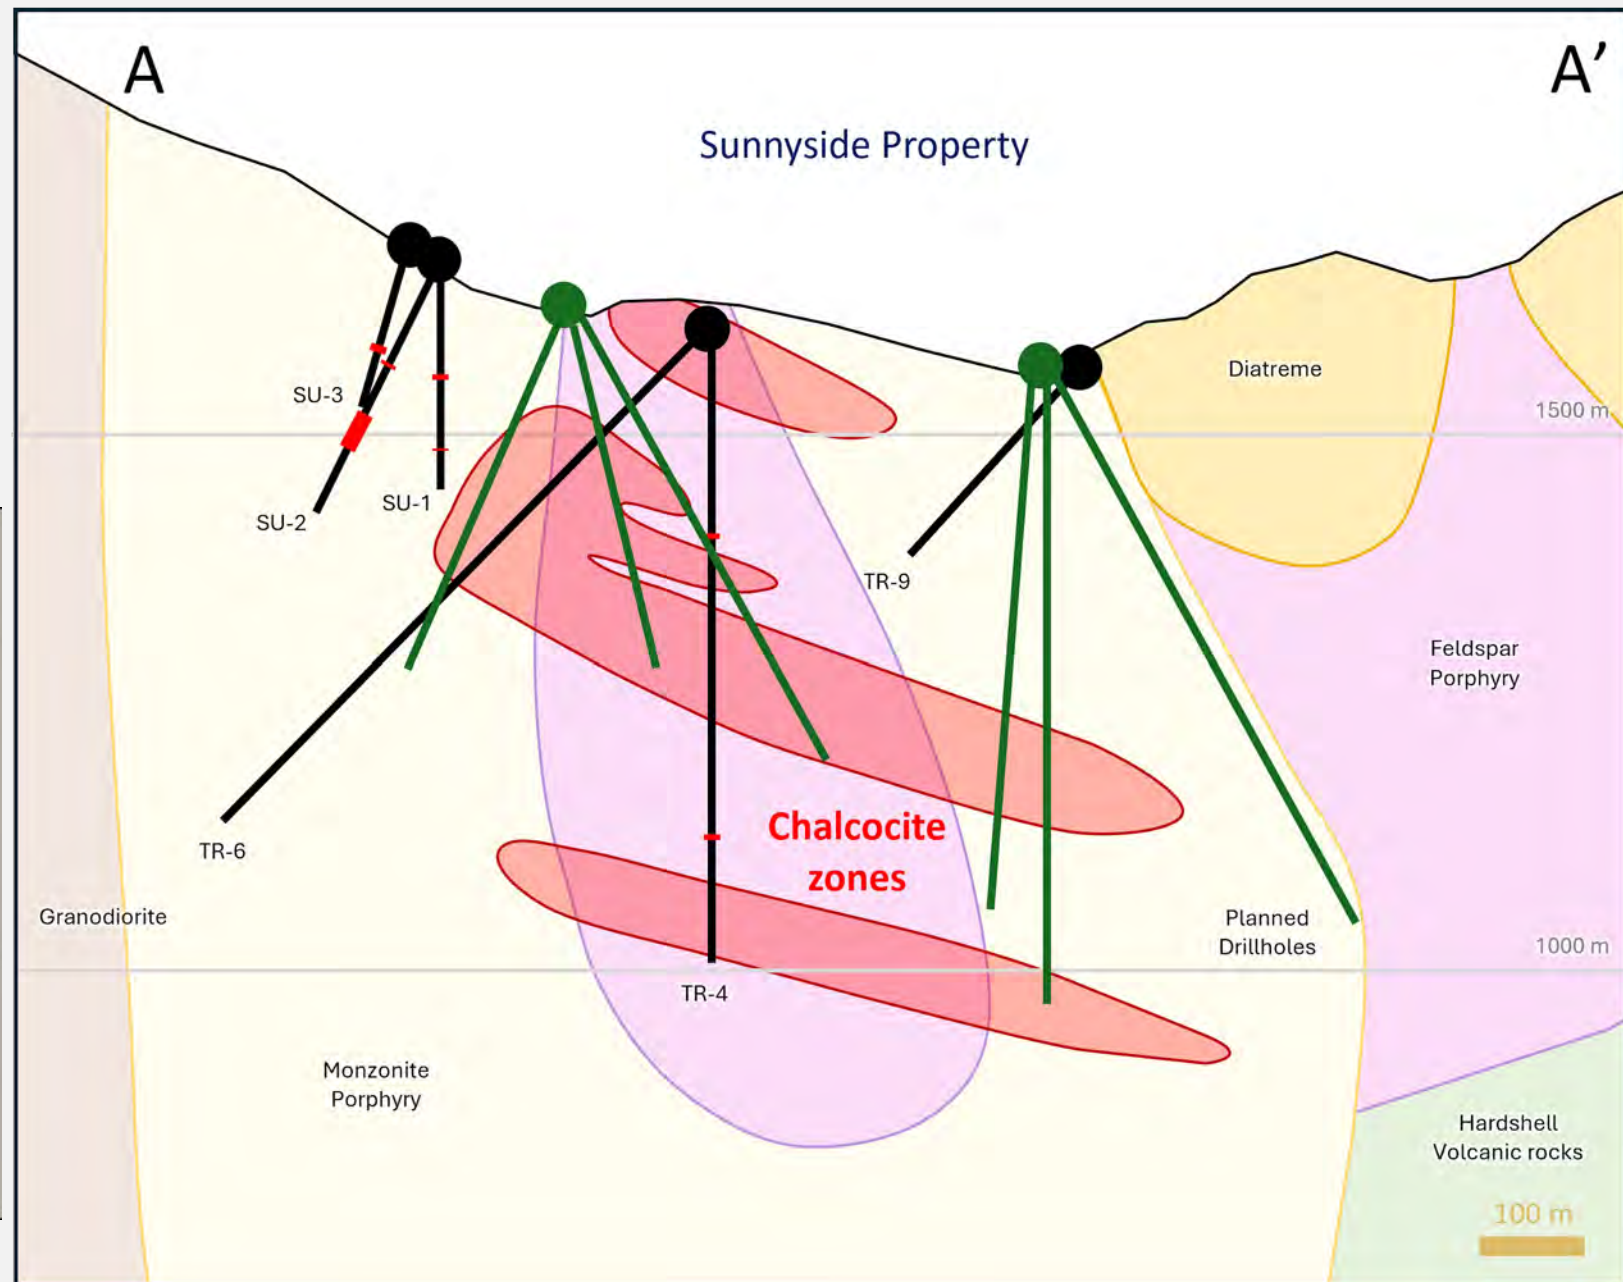 A
A’
Sunnyside Property
Diatreme
SU-3
1500 m
SU-1
SU-2
TR-9
Feldspar
Porphyry
Chalcocite
zones
TR-6
Granodiorite
Planned
Drillholes
1000 m
TR-4
Monzonite
Porphyry
Hardshell
Volcanic rocks
100 m